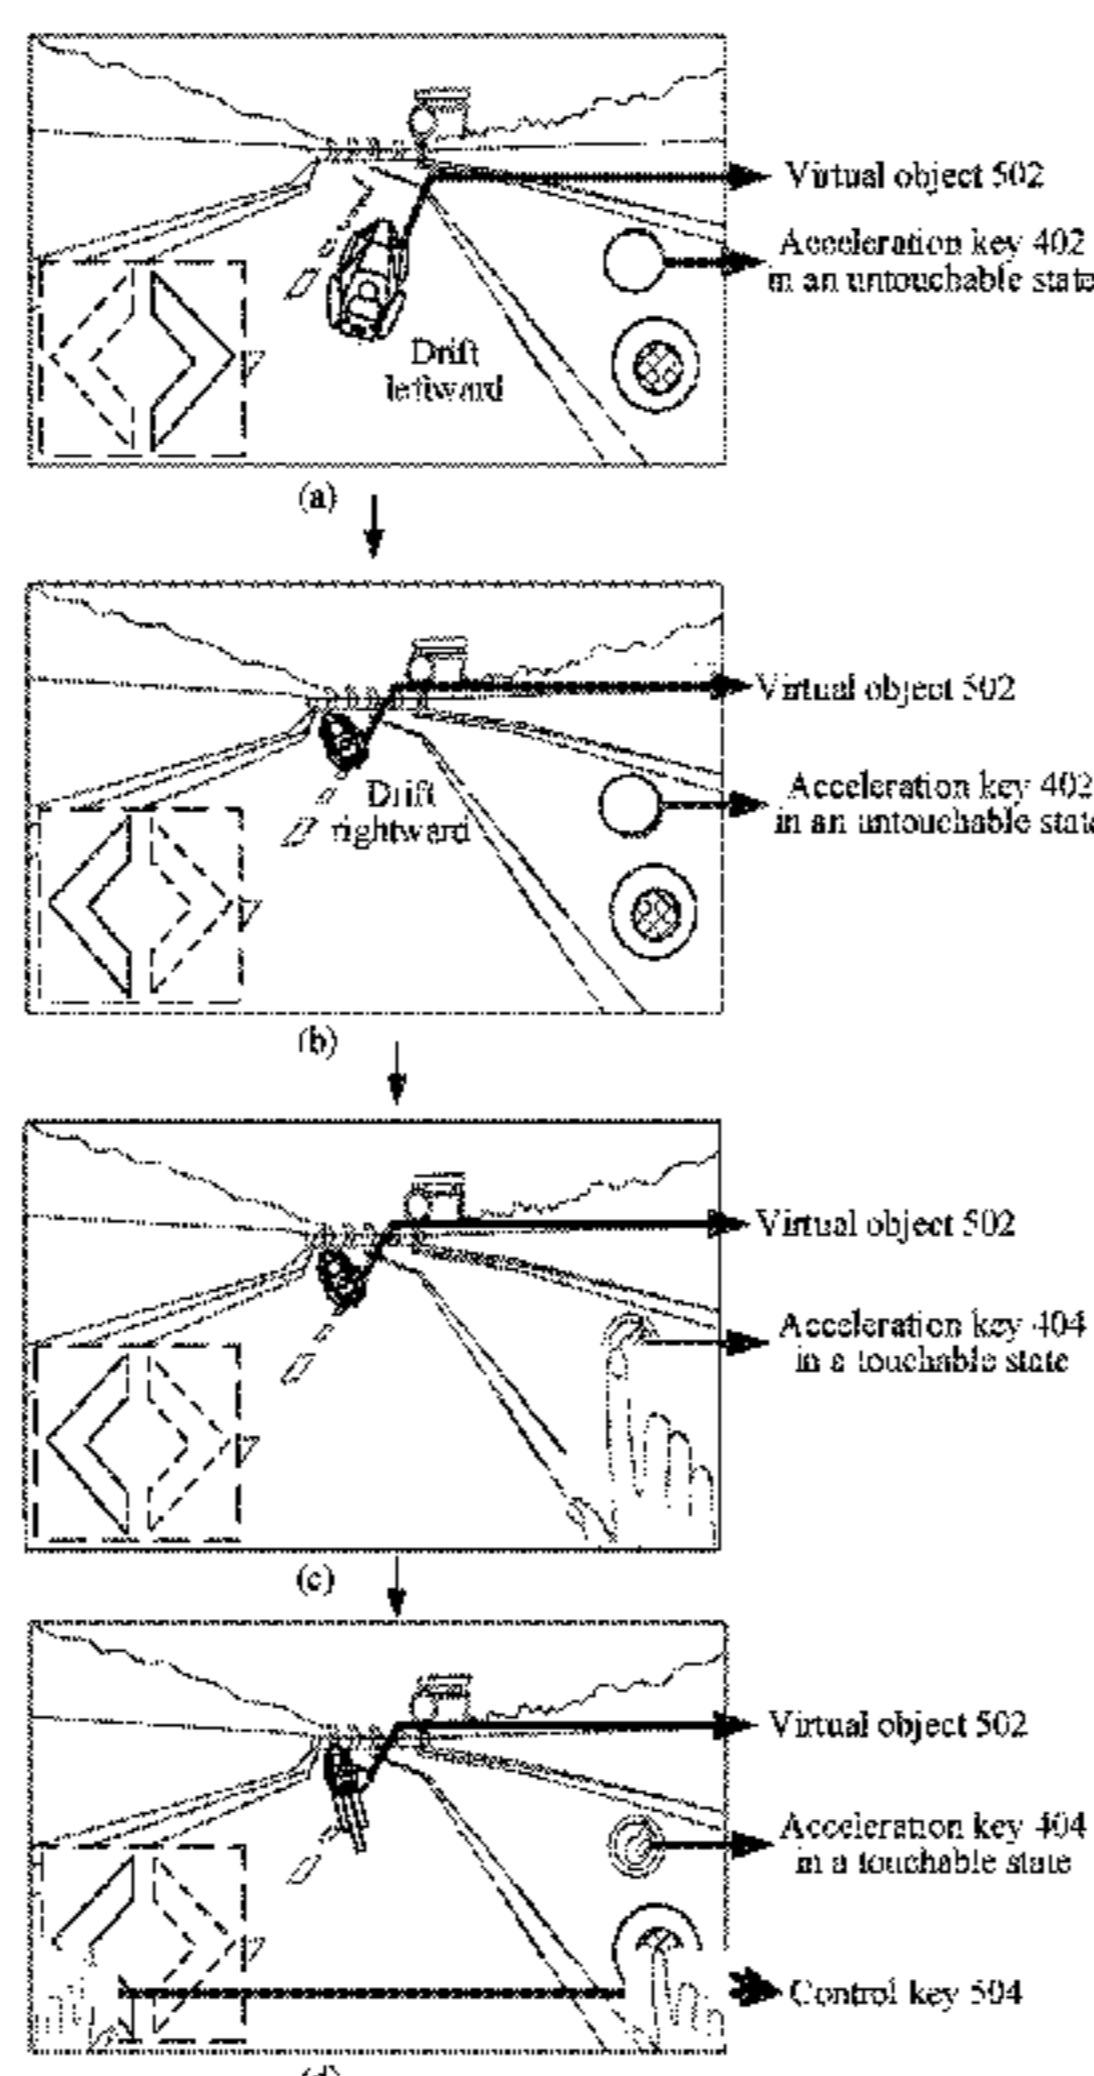 Virtual object 502
Acceleration key 402
in an untouchable state
Drift
leftward
(a)
Virtual object 502
Acceleration key 402
in an untouchable state
Drift
rightward
(b)
Virtual object 502
Acceleration key 404
in a touchable state
(c)
Virtual object 502
Acceleration key 404
in a touchable state
Control key 504
(d)